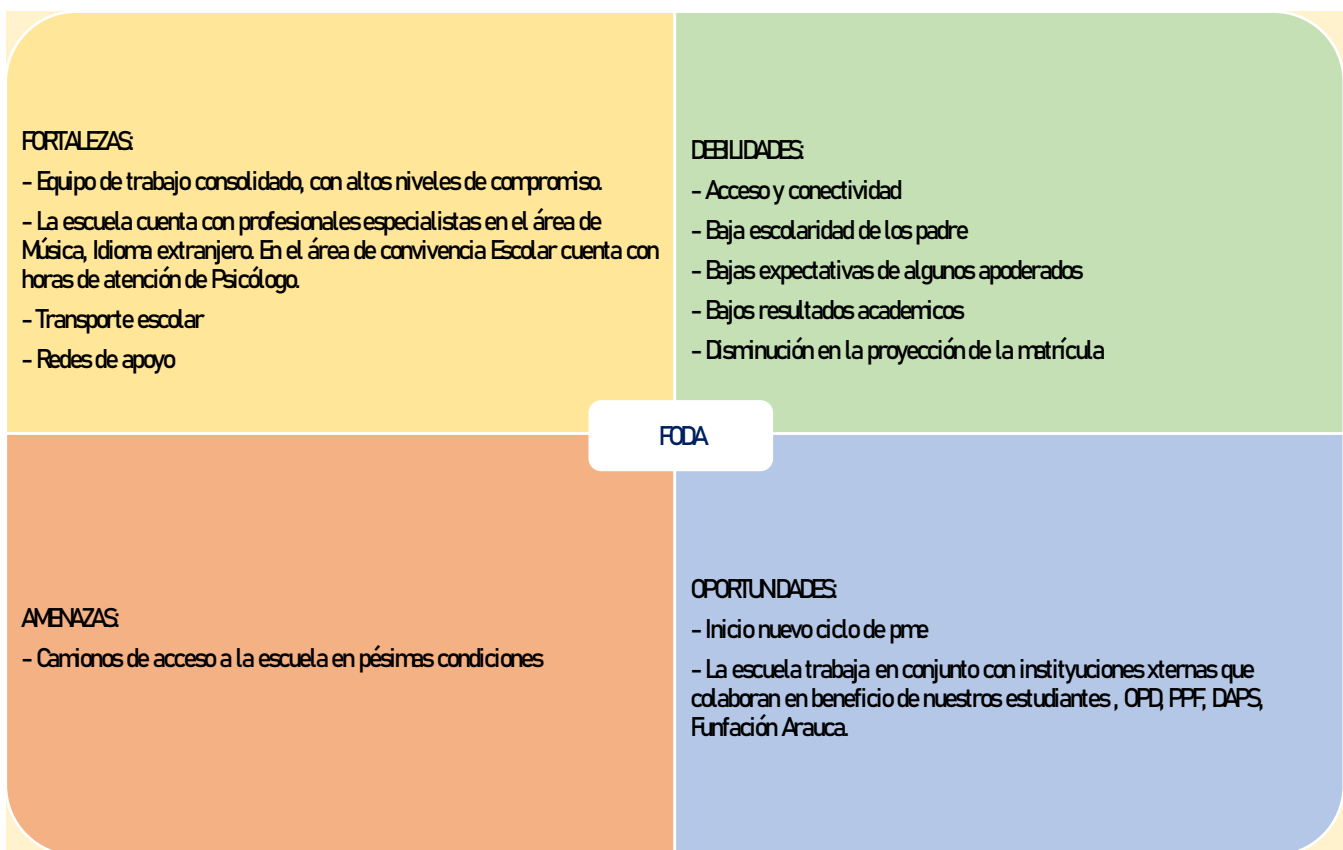 FORTALEZAS:
- Equipo de trabajo consolidado, con altos niveles de compromiso.
- La escuela cuenta con profesionales especialistas en el área de
Música, Idioma extranjero. En el área de convivencia Escolar cuenta con
horas de atención de Psicólogo.
- Transporte escolar
- Redes de apoyo
DEBILIDADES:
- Acceso y conectividad
- Baja escolaridad de los padre
- Bajas expectativas de algunos apoderados
- Bajos resultados academicos
- Disminución en la proyección de la matrícula
FODA
AMENAZAS:
- Camionos de acceso a la escuela en pésimas condiciones
OPORTUNIDADES:
- Inicio nuevo ciclo de pme
- La escuela trabaja en conjunto con instityuciones xternas que
colaboran en beneficio de nuestros estudiantes , OPD, PPF, DAPS,
Funfación Arauca.